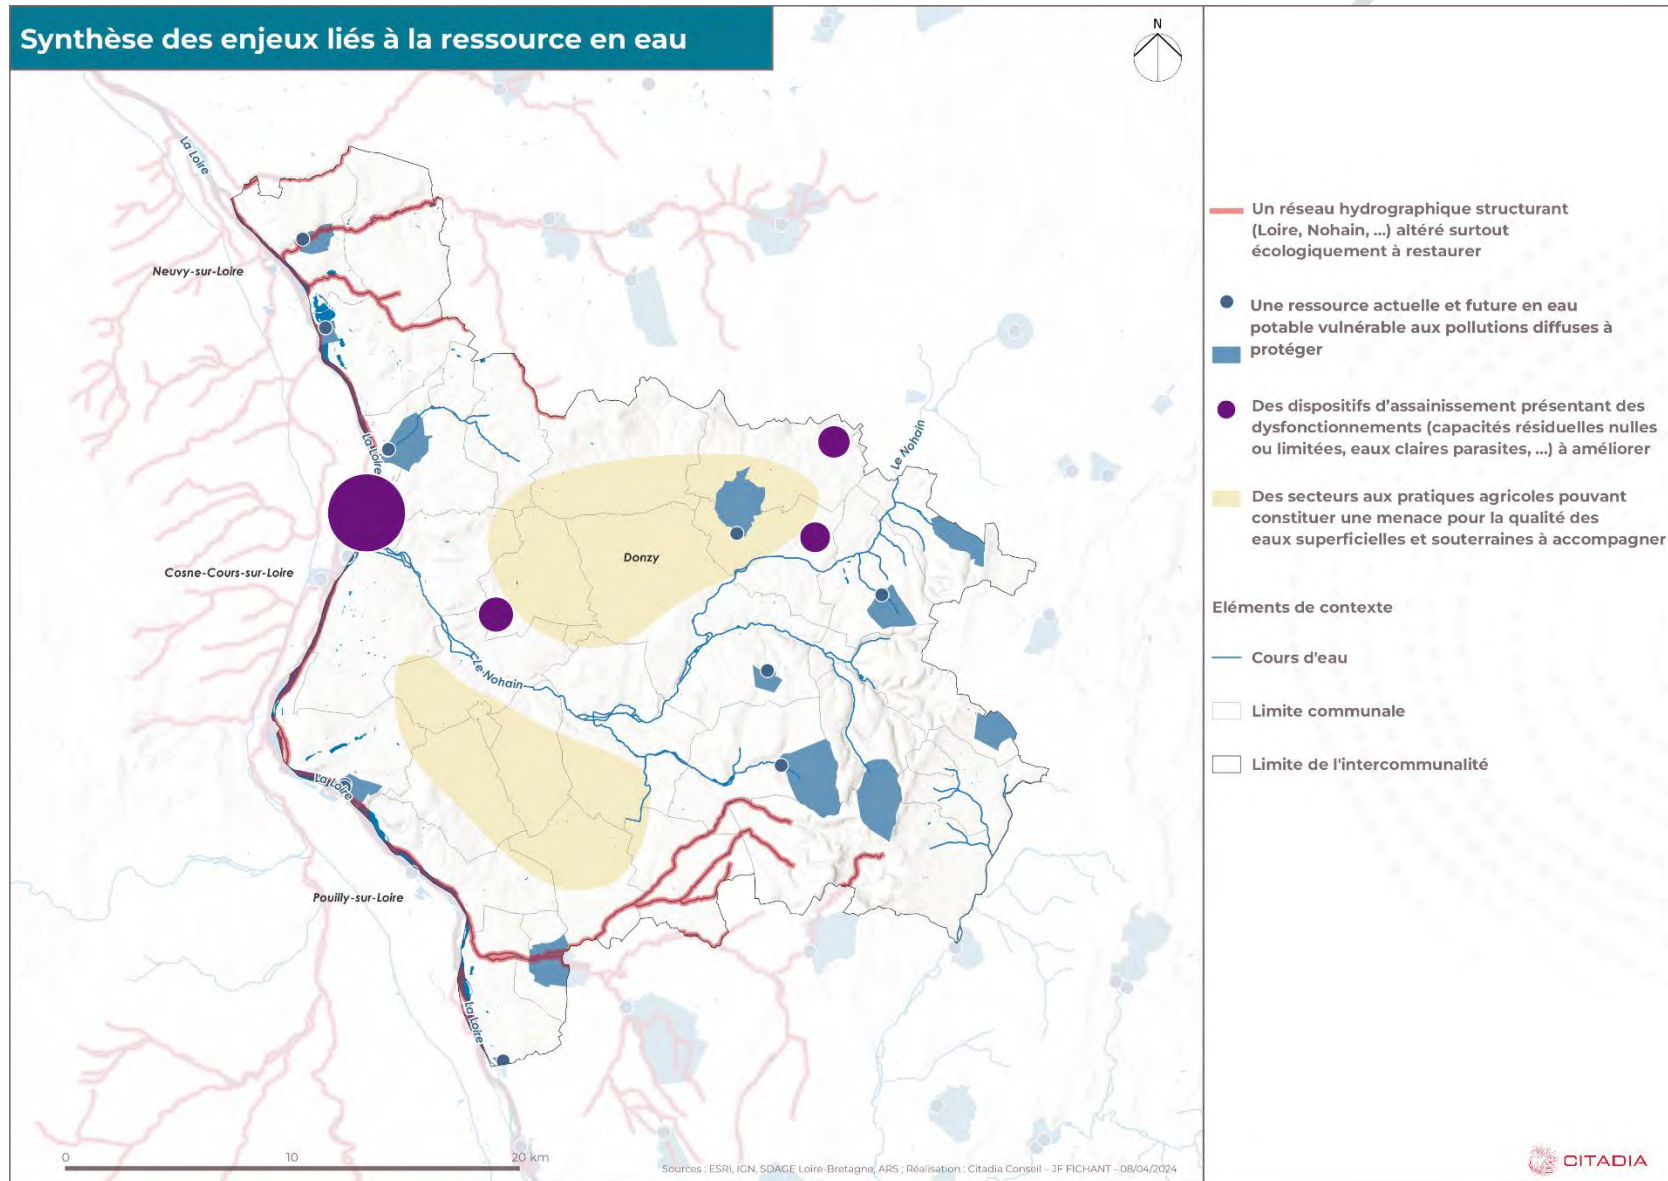 Synthèse des enjeux liés à la ressource en eau
N
La Loire
Neuvy-sur-Loire
La Loire
Le Nohain
Donzy
Cosne-Cours-sur-Loire
Le Nohain
La Loire
Pouilly-sur-Loire
La Loire
0 10 20 km
Sources : ESRI, IGN, SDAGE Loire-Bretagne, ARS ; Réalisation : Citadia Conseil - JF FICHANT - 08/04/2024
Un réseau hydrographique structurant
(Loire, Nohain, ...) altéré surtout
écologiquement à restaurer
Une ressource actuelle et future en eau
potable vulnérable aux pollutions diffuses à
protéger
Des dispositifs d'assainissement présentant des
dysfonctionnements (capacités résiduelles nulles
ou limitées, eaux claires parasites, ...) à améliorer
Des secteurs aux pratiques agricoles pouvant
constituer une menace pour la qualité des
eaux superficielles et souterraines à accompagner
Eléments de contexte
Cours d'eau
Limite communale
Limite de l'intercommunalité
CITADIA